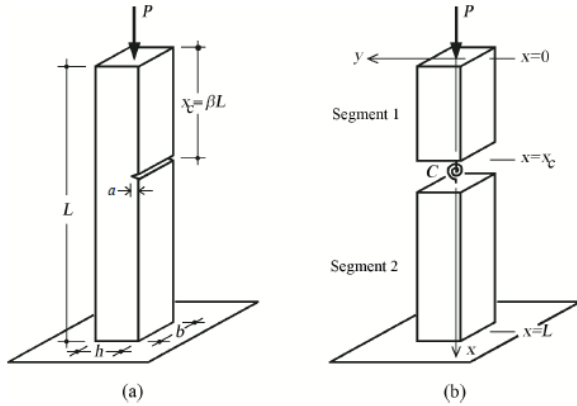 P
x_c=βL
a
L
h
b
(a)
P
y
x=0
Segment 1
x=x_c
C
Segment 2
x=L
x
(b)